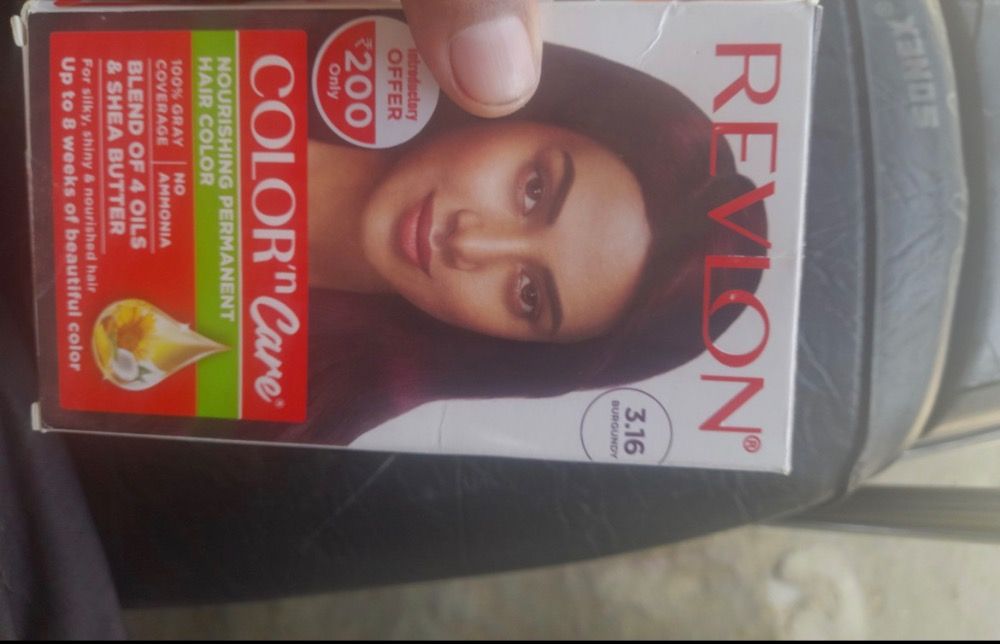 REVLON®
Introductory
OFFER
₹200
Only
3.16
BURGUNDY
COLOR'n Care®
NOURISHING PERMANENT
HAIR COLOR
100% GRAY
COVERAGE
NO
AMMONIA
BLEND OF 4 OILS
& SHEA BUTTER
For silky, shiny & nourished hair
Up to 8 weeks of beautiful color